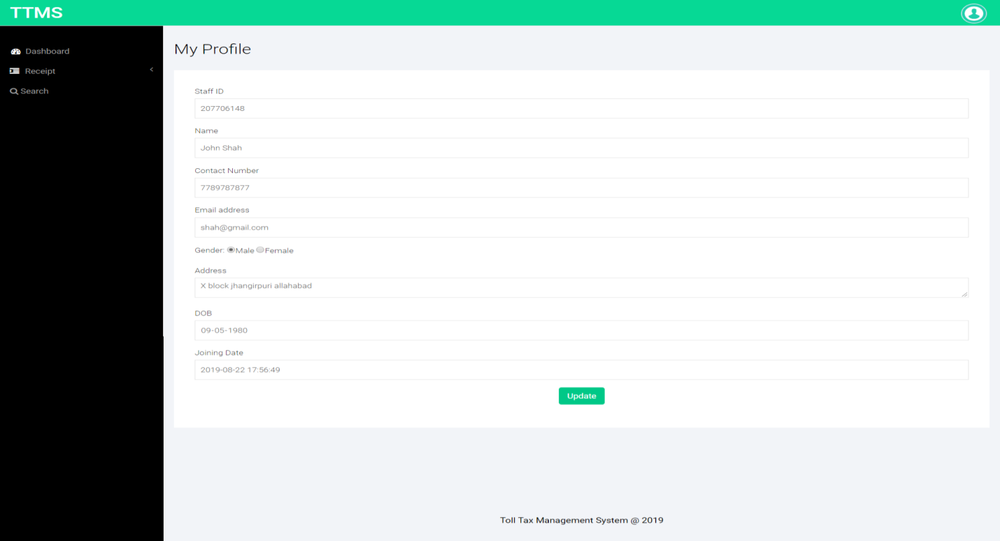 TTMS
Dashboard
Receipt
Search
My Profile
Staff ID
207706148
Name
John Shah
Contact Number
7789787877
Email address
shah@gmail.com
Gender: Male Female
Address
X block jhangirpuri allahabad
DOB
09-05-1980
Joining Date
2019-08-22 17:56:49
Update
Toll Tax Management System @ 2019